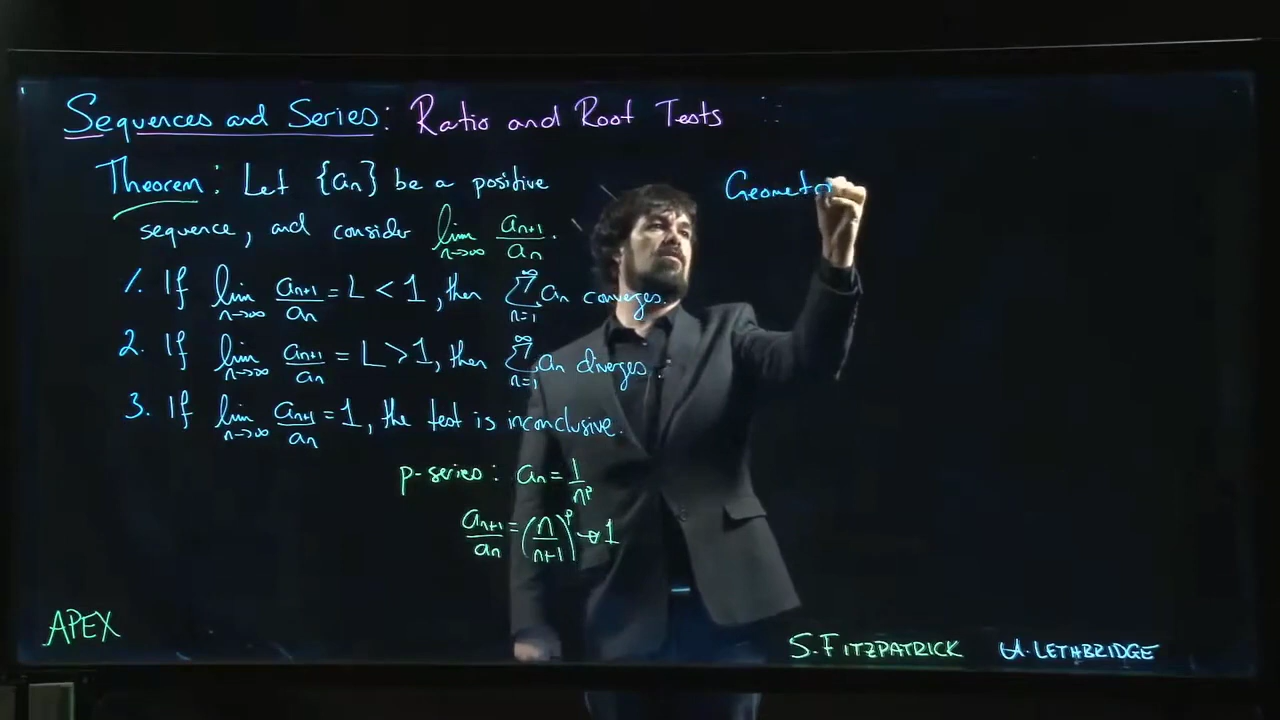 Sequences and Series: Ratio and Root Tests
Theorem: Let {an} be a positive
sequence, and consider lim n→∞ an+1/an.
1. If lim n→∞ an+1/an = L < 1, then ∞∑n=1 an converges.
2. If lim n→∞ an+1/an = L > 1, then ∞∑n=1 an diverges.
3. If lim n→∞ an+1/an = 1, the test is inconclusive.
p-series: an = 1/n^p
an+1/an = (n/n+1)^p → 1
Geomet
APEX
S. FITZPATRICK U. LETHBRIDGE